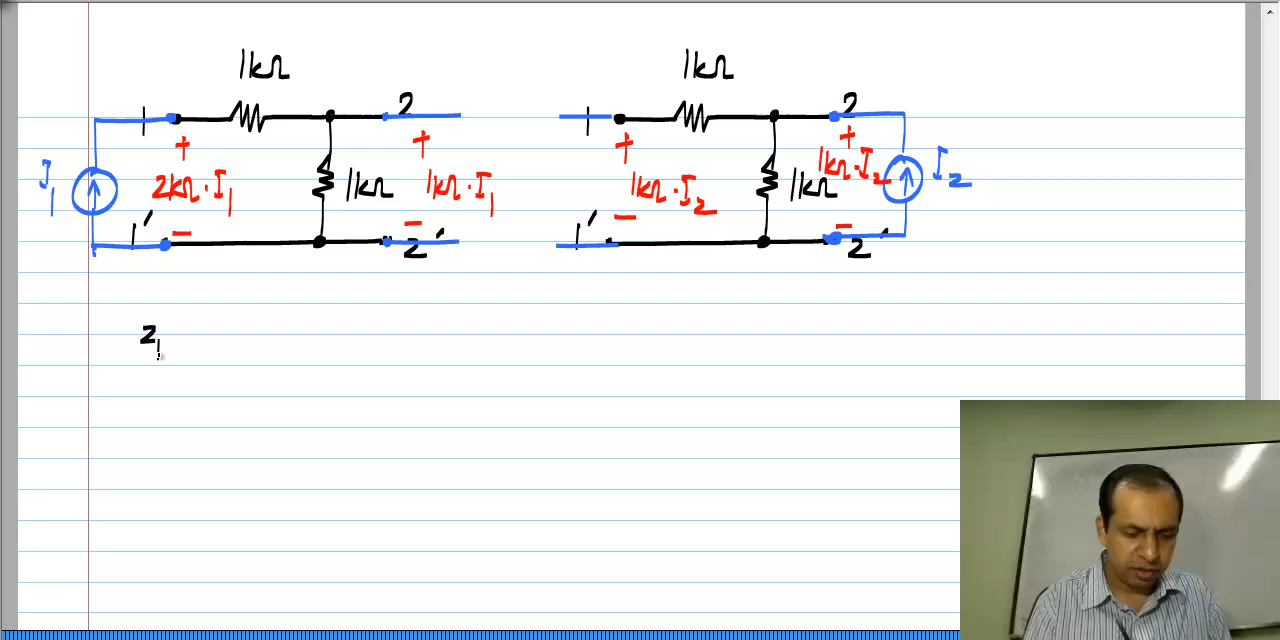 1kΩ 1kΩ
1 2 1 2
+ + + +
I1 2kΩ·I1 1kΩ 1kΩ·I1 1kΩ·I2 1kΩ 1kΩ·I2 I2
1′ − − 2′ 1′ − − 2′
z1